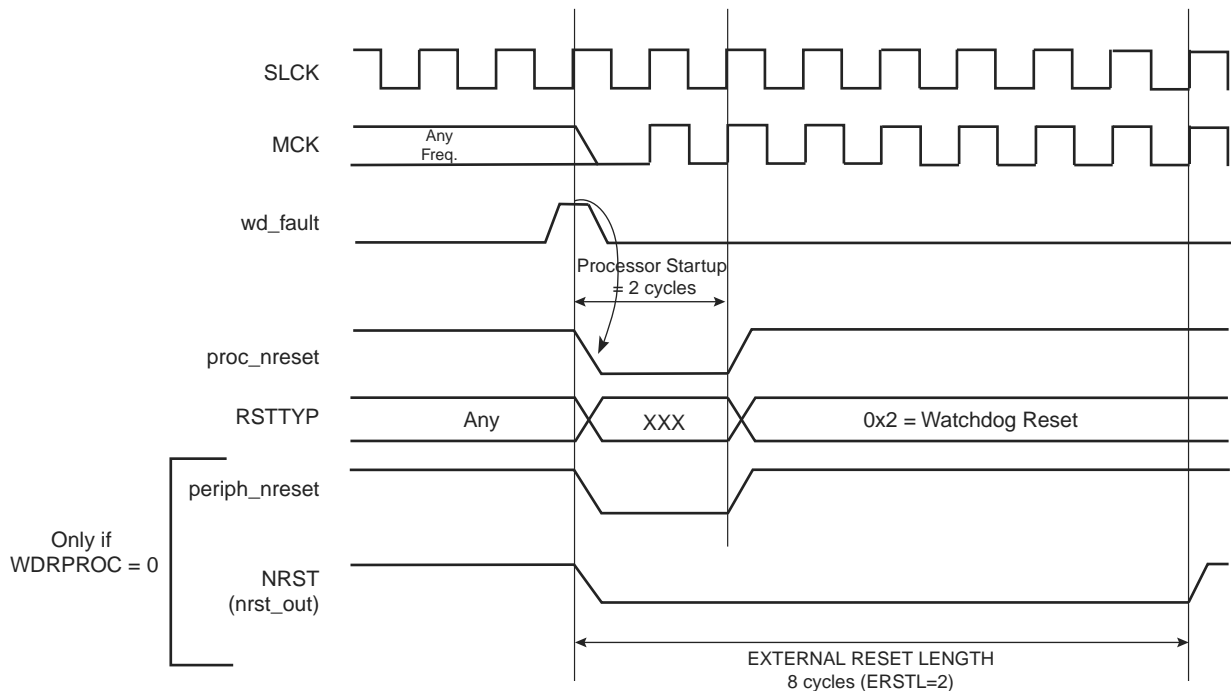 SLCK
MCK
Any
Freq.
wd_fault
Processor Startup
= 2 cycles
proc_nreset
RSTTYP
Any
XXX
0x2 = Watchdog Reset
periph_nreset
Only if
WDRPROC = 0
NRST
(nrst_out)
EXTERNAL RESET LENGTH
8 cycles (ERSTL=2)